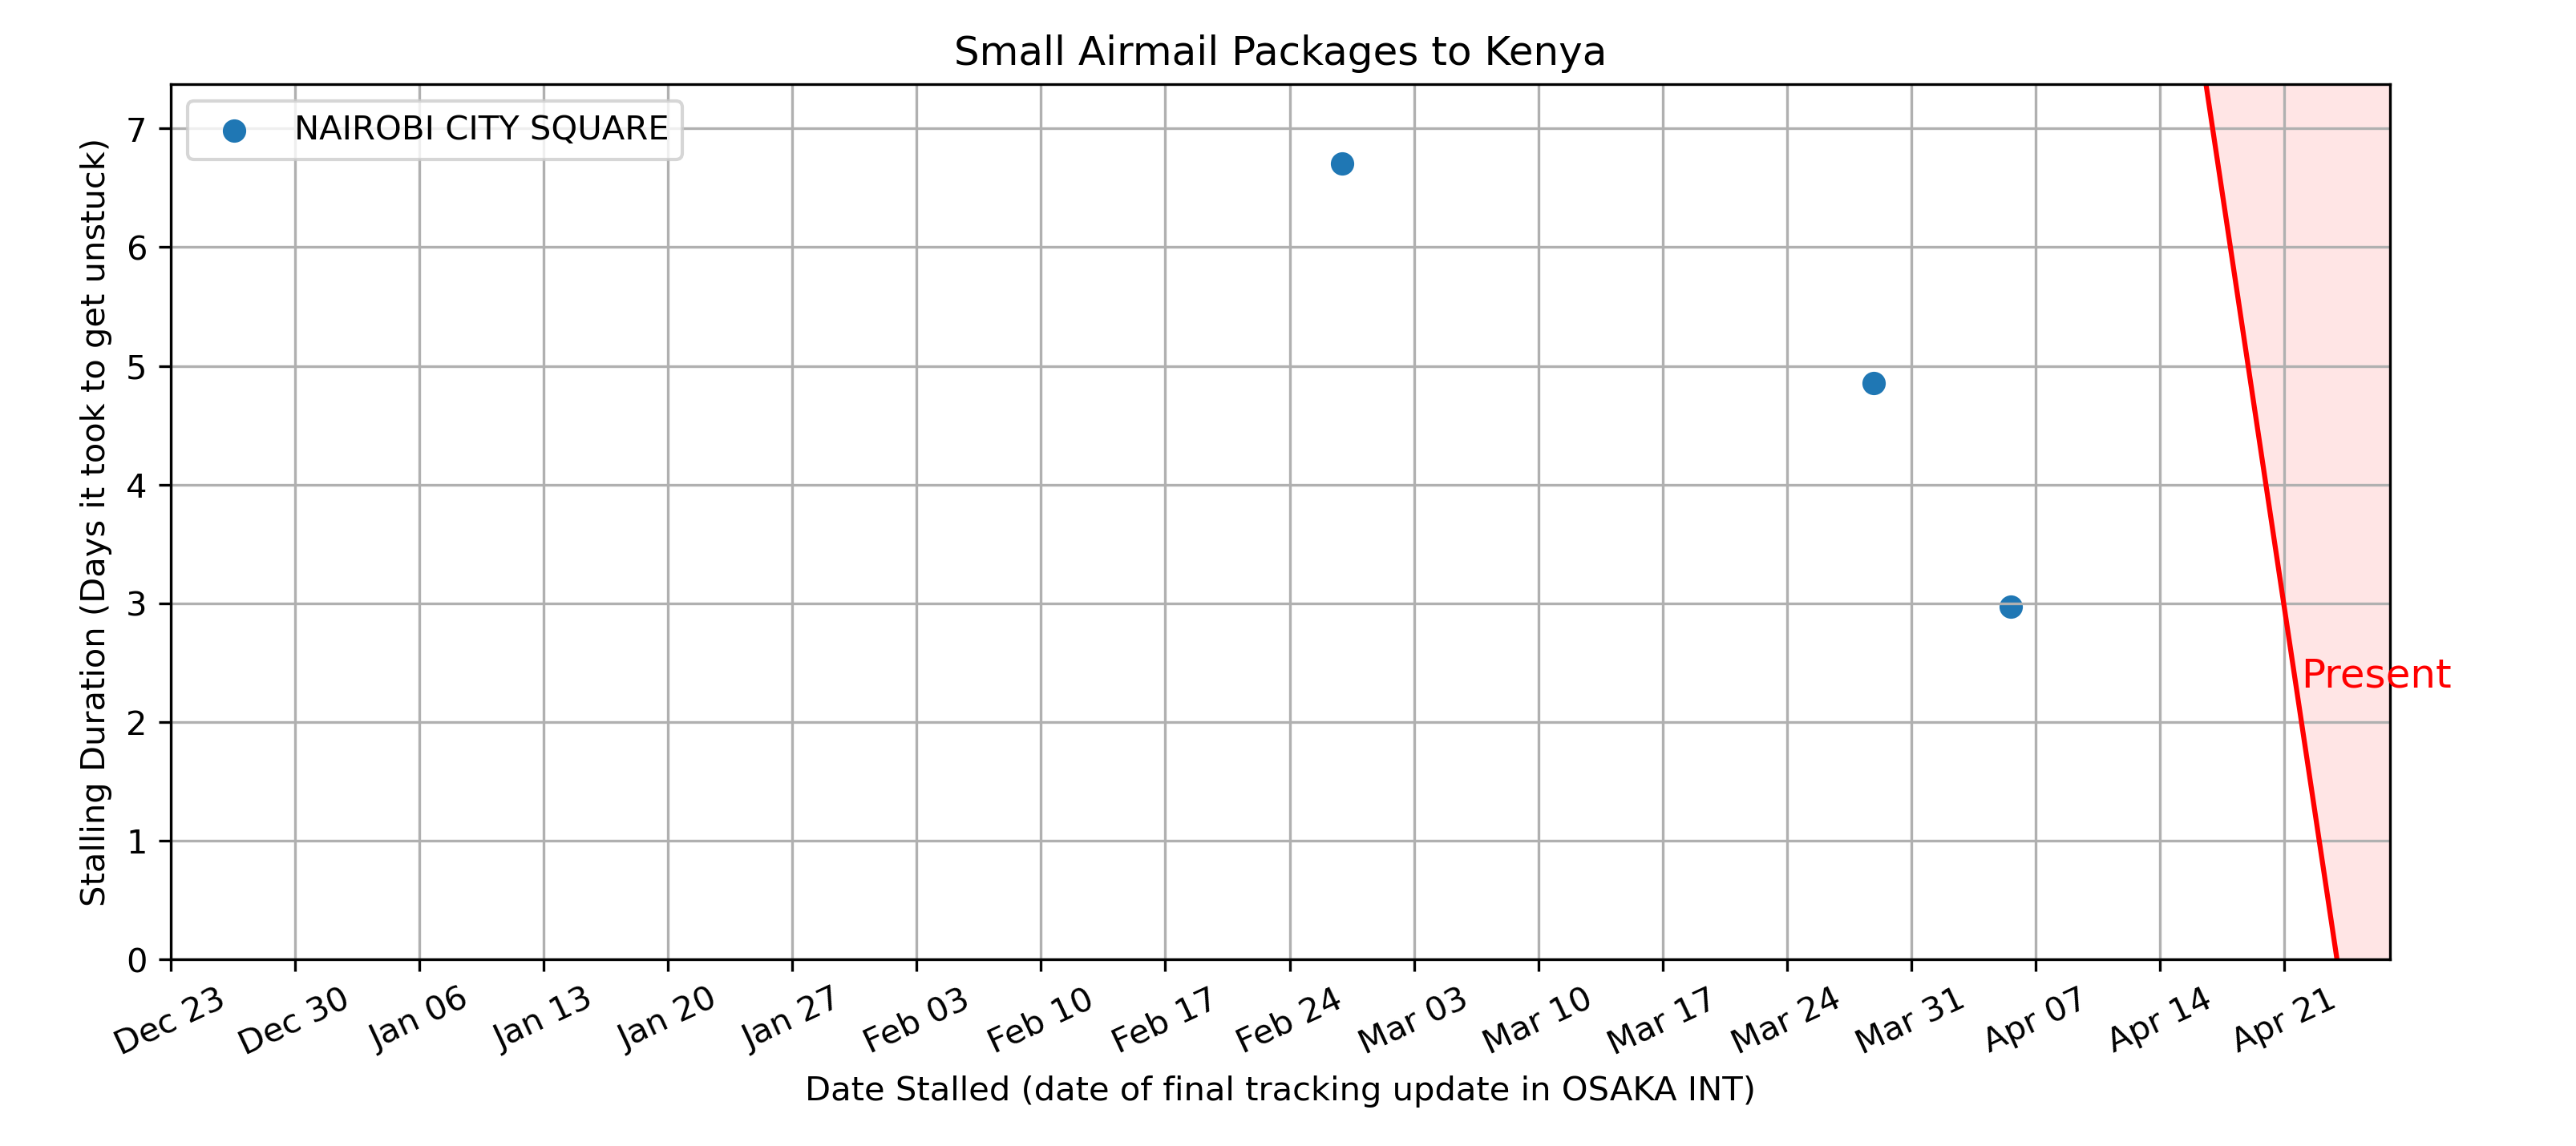 Small Airmail Packages to Kenya
NAIROBI CITY SQUARE
Stalling Duration (Days it took to get unstuck)
7
6
5
4
3
2
1
0
Present
Dec 23
Dec 30
Jan 06
Jan 13
Jan 20
Jan 27
Feb 03
Feb 10
Feb 17
Feb 24
Mar 03
Mar 10
Mar 17
Mar 24
Mar 31
Apr 07
Apr 14
Apr 21
Date Stalled (date of final tracking update in OSAKA INT)